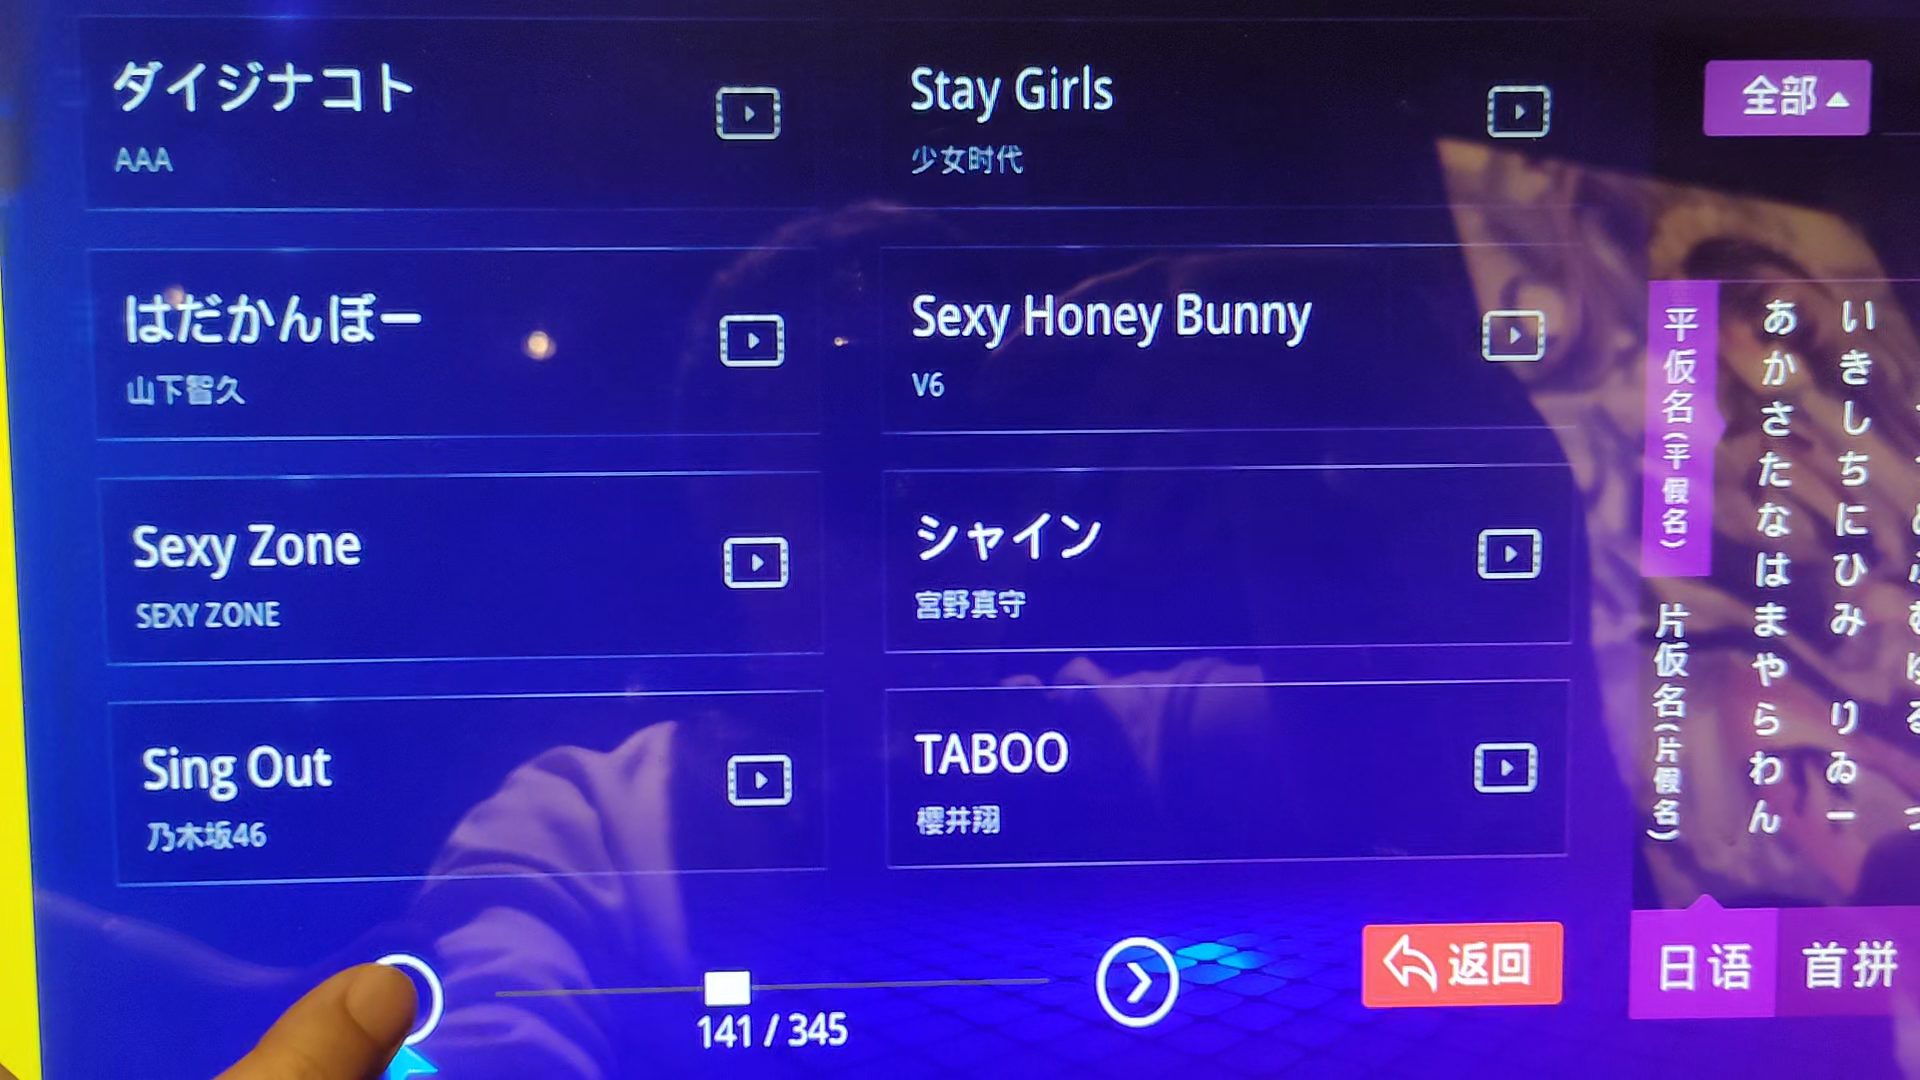 ダイジナコト
AAA
Stay Girls
少女时代
はだかんぼー
山下智久
Sexy Honey Bunny
V6
Sexy Zone
SEXY ZONE
シャイン
宮野真守
Sing Out
乃木坂46
TABOO
櫻井翔
141 / 345
返回
全部
平仮名(平假名)
片仮名(片假名)
あ い
か き
さ し
た ち
な に
は ひ
ま み
や
ら り
わ ゐ
ん ー
日语
首拼